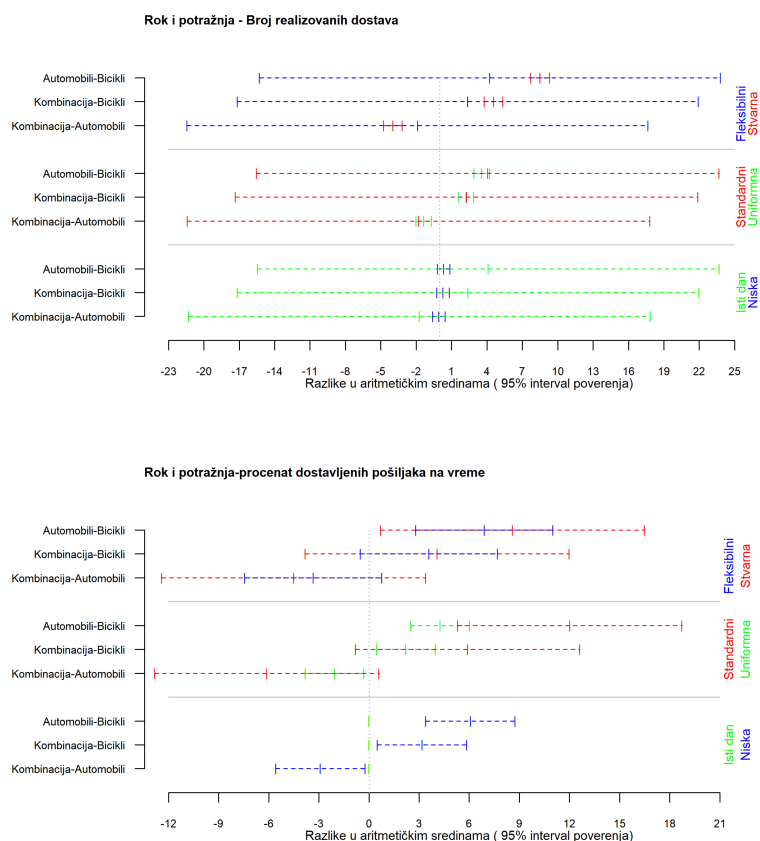 Rok i potražnja - Broj realizovanih dostava
Automobili-Bicikli
Kombinacija-Bicikli
Kombinacija-Automobili
Fleksibilni
Stvarna
Automobili-Bicikli
Kombinacija-Bicikli
Kombinacija-Automobili
Standardni
Uniformna
Automobili-Bicikli
Kombinacija-Bicikli
Kombinacija-Automobili
Isti dan
Niska
-23 -20 -17 -14 -11 -8 -5 -2 1 4 7 10 13 16 19 22 25
Razlike u aritmetičkim sredinama ( 95% interval poverenja)
Rok i potražnja-procenat dostavljenih pošiljaka na vreme
Automobili-Bicikli
Kombinacija-Bicikli
Kombinacija-Automobili
Fleksibilni
Stvarna
Automobili-Bicikli
Kombinacija-Bicikli
Kombinacija-Automobili
Standardni
Uniformna
Automobili-Bicikli
Kombinacija-Bicikli
Kombinacija-Automobili
Isti dan
Niska
-12 -9 -6 -3 0 3 6 9 12 15 18 21
Razlike u aritmetičkim sredinama ( 95% interval poverenja)